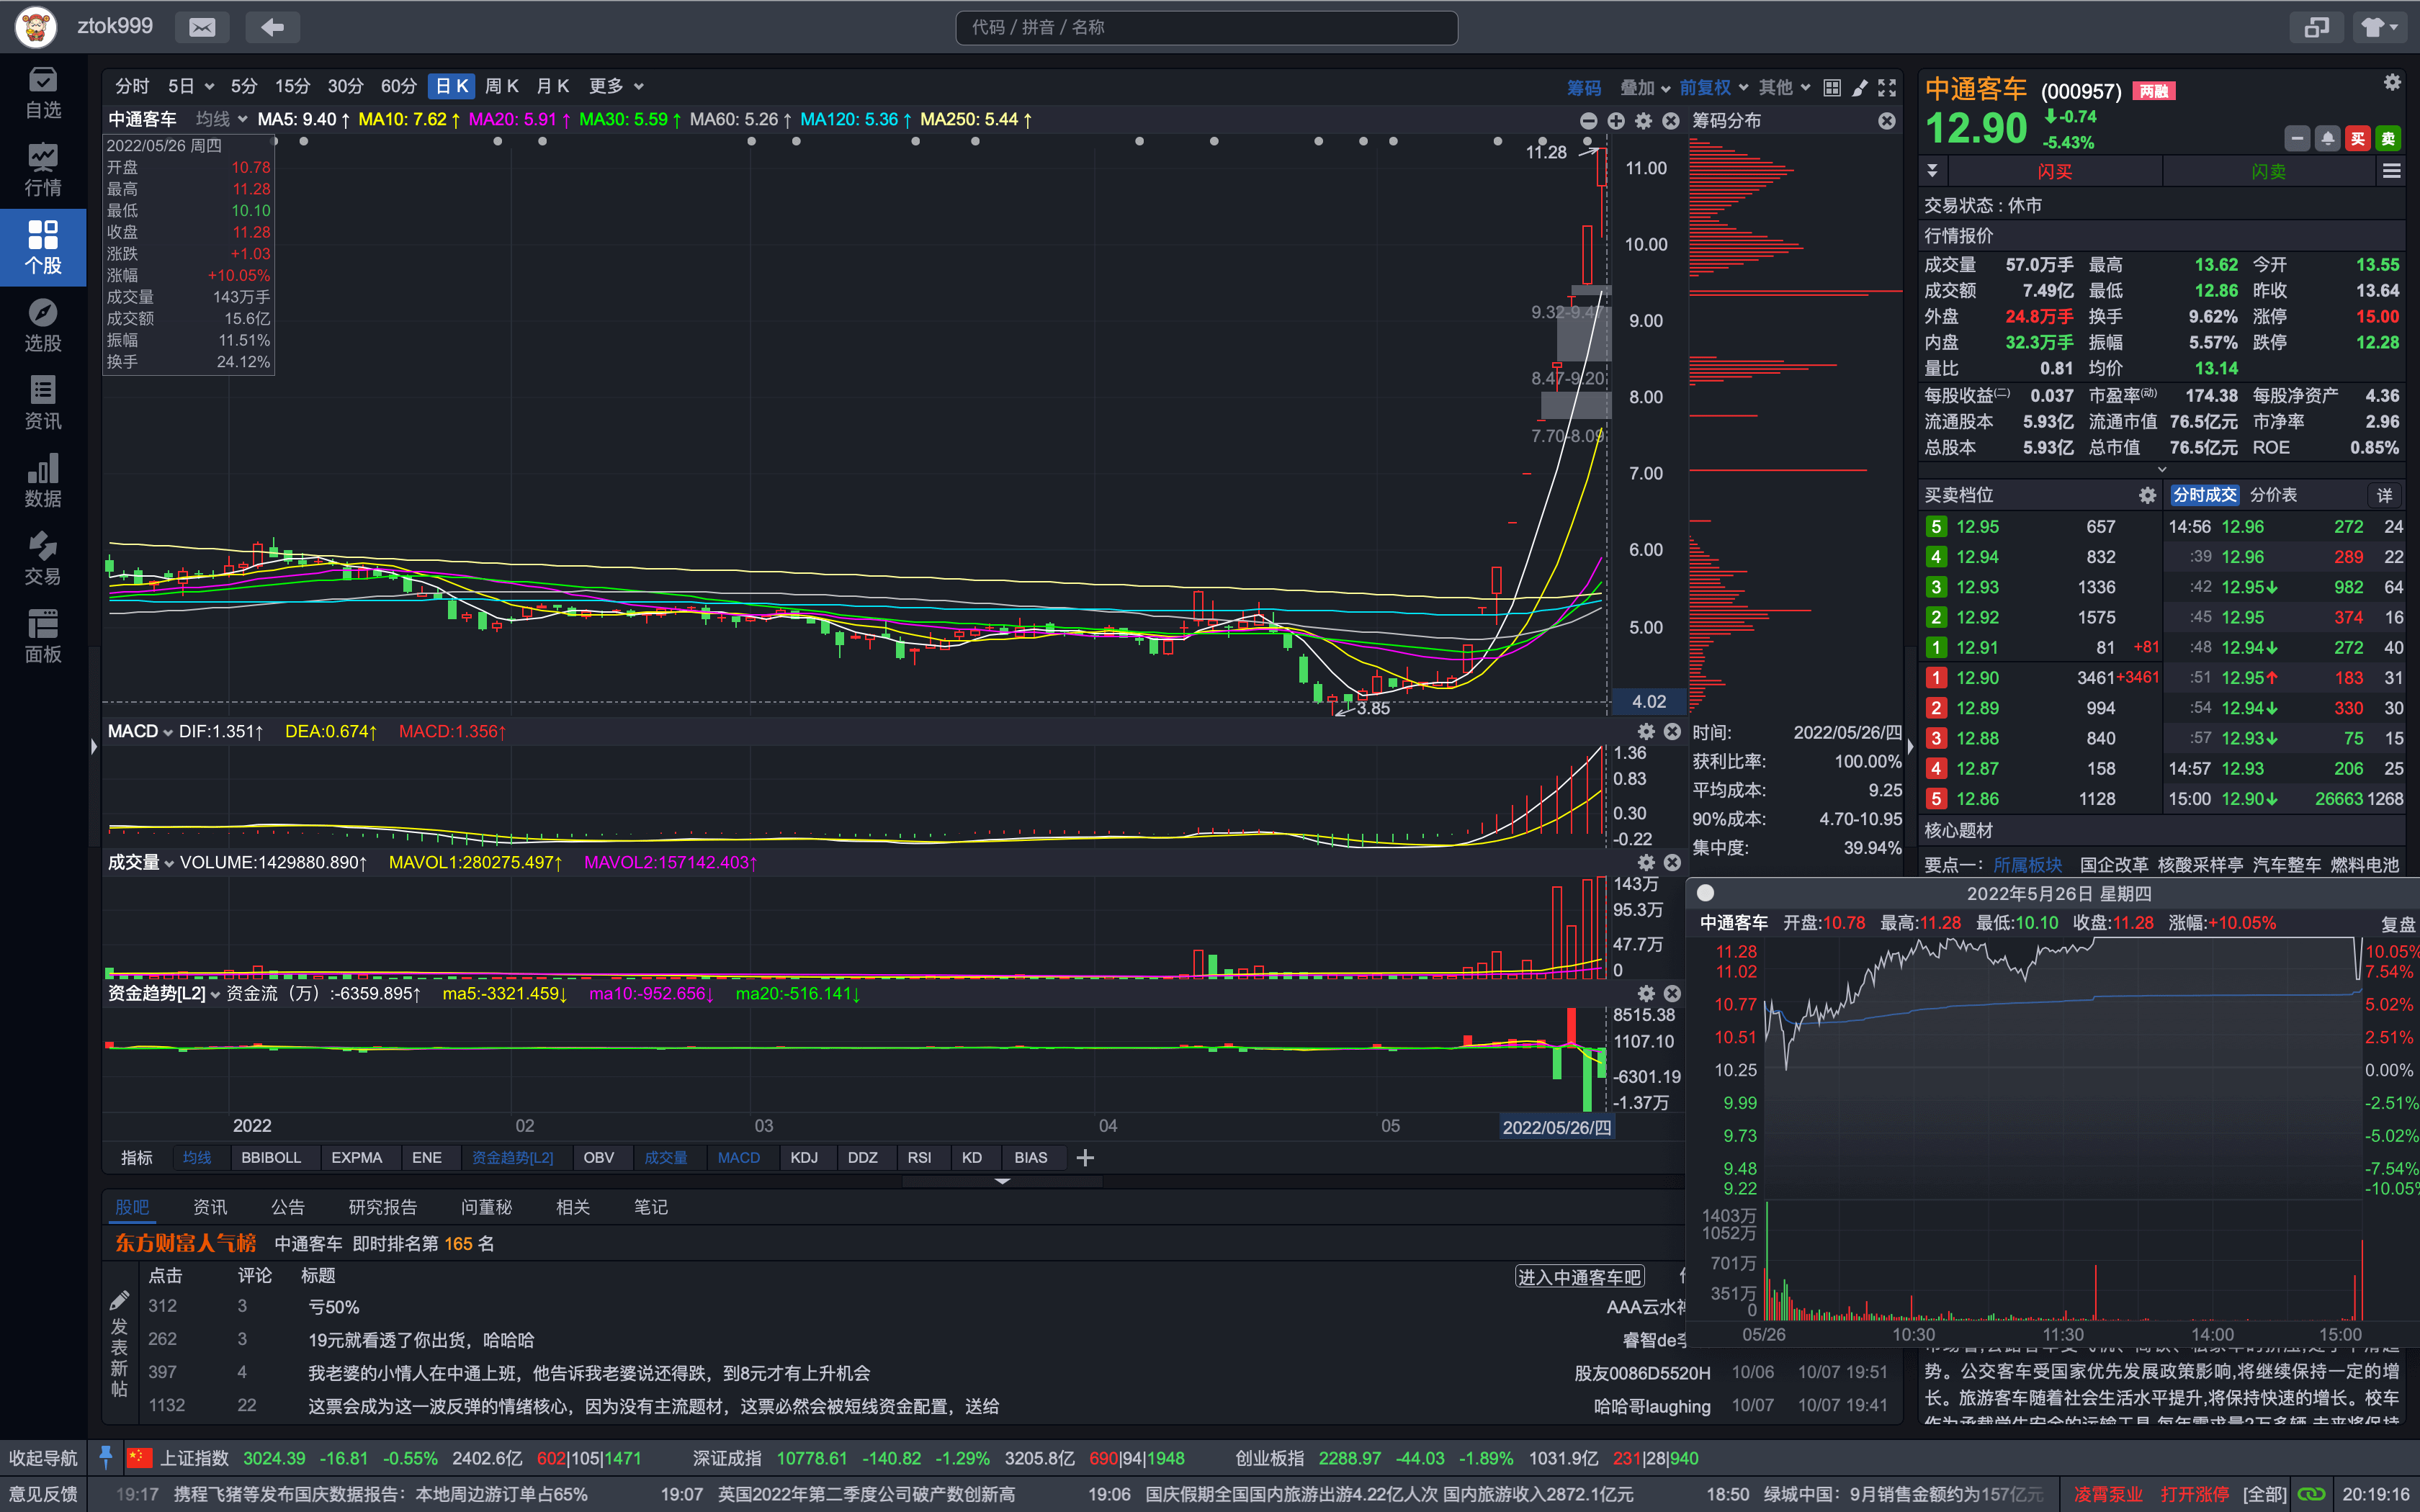 ztok999 代码 / 拼音 / 名称
自选
行情
个股
选股
资讯
数据
交易
面板
分时 5日 5分 15分 30分 60分 日K 周K 月K 更多 筹码 叠加 前复权 其他
中通客车 均线 MA5: 9.40↑ MA10: 7.62↑ MA20: 5.91↑ MA30: 5.59↑ MA60: 5.26↑ MA120: 5.36↑ MA250: 5.44↑ 筹码分布
2022/05/26 周四
开盘 10.78
最高 11.28
最低 10.10
收盘 11.28
涨跌 +1.03
涨幅 +10.05%
成交量 143万手
成交额 15.6亿
振幅 11.51%
换手 24.12%
11.28
9.32-9.47
8.47-9.20
7.70-8.09
3.85
11.00
10.00
9.00
8.00
7.00
6.00
5.00
4.02
MACD DIF:1.351↑ DEA:0.674↑ MACD:1.356↑
1.36
0.83
0.30
-0.22
成交量 VOLUME:1429880.890↑ MAVOL1:280275.497↑ MAVOL2:157142.403↑
143万
95.3万
47.7万
0
资金趋势[L2] 资金流（万）:-6359.895↑ ma5:-3321.459↓ ma10:-952.656↓ ma20:-516.141↓
8515.38
1107.10
-6301.19
-1.37万
2022 02 03 04 05 2022/05/26/四
指标 均线 BBIBOLL EXPMA ENE 资金趋势[L2] OBV 成交量 MACD KDJ DDZ RSI KD BIAS
时间: 2022/05/26/四
获利比率: 100.00%
平均成本: 9.25
90%成本: 4.70-10.95
集中度: 39.94%
中通客车 (000957) 两融
12.90 -0.74
-5.43%
买 卖
闪买 闪卖
交易状态 : 休市
行情报价
成交量 57.0万手 最高 13.62 今开 13.55
成交额 7.49亿 最低 12.86 昨收 13.64
外盘 24.8万手 换手 9.62% 涨停 15.00
内盘 32.3万手 振幅 5.57% 跌停 12.28
量比 0.81 均价 13.14
每股收益(二) 0.037 市盈率(动) 174.38 每股净资产 4.36
流通股本 5.93亿 流通市值 76.5亿元 市净率 2.96
总股本 5.93亿 总市值 76.5亿元 ROE 0.85%
买卖档位 分时成交 分价表 详
5 12.95 657 14:56 12.96 272 24
4 12.94 832 :39 12.96 289 22
3 12.93 1336 :42 12.95↓ 982 64
2 12.92 1575 :45 12.95 374 16
1 12.91 81 +81 :48 12.94↓ 272 40
1 12.90 3461+3461 :51 12.95↑ 183 31
2 12.89 994 :54 12.94↓ 330 30
3 12.88 840 :57 12.93↓ 75 15
4 12.87 158 14:57 12.93 206 25
5 12.86 1128 15:00 12.90↓ 26663 1268
核心题材
要点一： 所属板块 国企改革 核酸采样亭 汽车整车 燃料电池
2022年5月26日 星期四
中通客车 开盘:10.78 最高:11.28 最低:10.10 收盘:11.28 涨幅:+10.05% 复盘
11.28 10.05%
11.02 7.54%
10.77 5.02%
10.51 2.51%
10.25 0.00%
9.99 -2.51%
9.73 -5.02%
9.48 -7.54%
9.22 -10.05%
1403万
1052万
701万
351万
0
05/26 10:30 11:30 14:00 15:00
势。公交客车受国家优先发展政策影响,将继续保持一定的增
长。旅游客车随着社会生活水平提升,将保持快速的增长。校车
股吧 资讯 公告 研究报告 问董秘 相关 笔记
东方财富人气榜 中通客车 即时排名第 165 名
点击 评论 标题 进入中通客车吧
312 3 亏50% AAA云水
262 3 19元就看透了你出货，哈哈哈 睿智de
397 4 我老婆的小情人在中通上班，他告诉我老婆说还得跌，到8元才有上升机会 股友0086D5520H 10/06 10/07 19:51
1132 22 这票会成为这一波反弹的情绪核心，因为没有主流题材，这票必然会被短线资金配置，送给 哈哈哥laughing 10/07 10/07 19:41
发表新帖
收起导航 上证指数 3024.39 -16.81 -0.55% 2402.6亿 602|105|1471 深证成指 10778.61 -140.82 -1.29% 3205.8亿 690|94|1948 创业板指 2288.97 -44.03 -1.89% 1031.9亿 231|28|940
意见反馈 19:17 携程飞猪等发布国庆数据报告：本地周边游订单占65% 19:07 英国2022年第二季度公司破产数创新高 19:06 国庆假期全国国内旅游出游4.22亿人次 国内旅游收入2872.1亿元 18:50 绿城中国：9月销售金额约为157亿元 凌霄泵业 打开涨停 [全部] 20:19:16